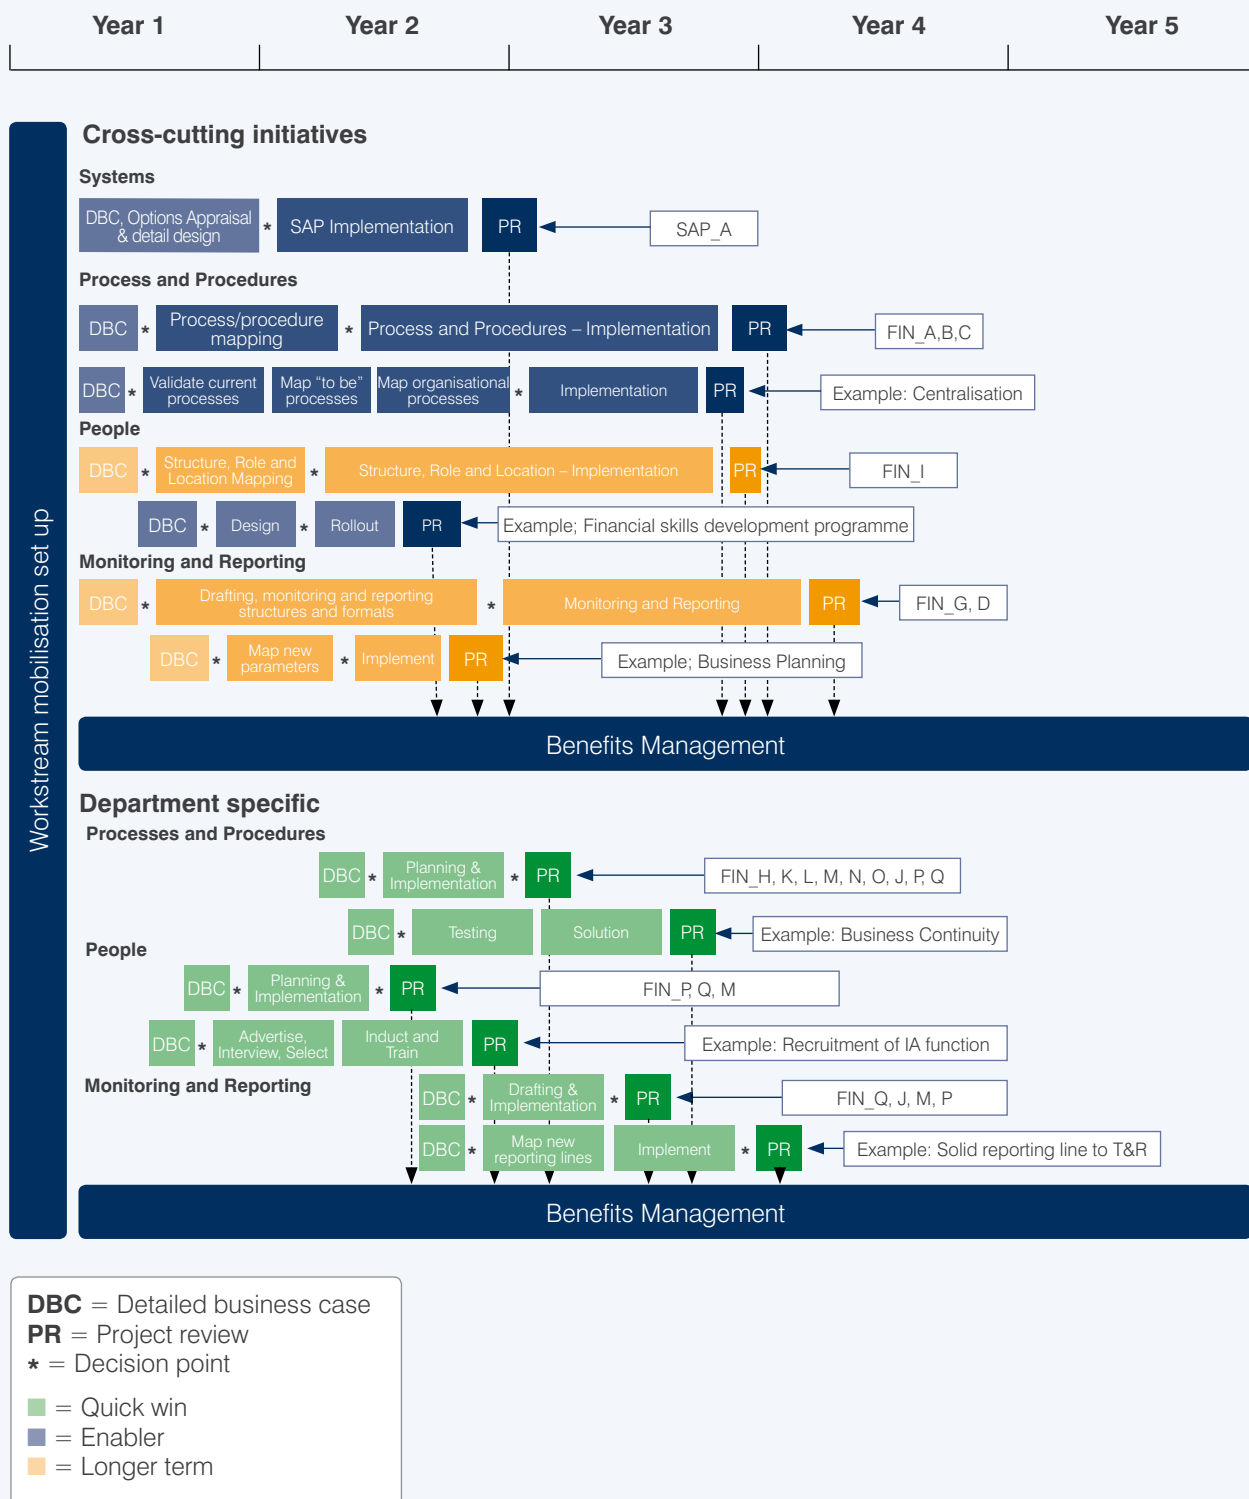 Year 1 Year 2 Year 3 Year 4 Year 5
Workstream mobilisation set up
Cross-cutting initiatives
Systems
DBC, Options Appraisal
& detail design
*
SAP Implementation
PR
SAP_A
Process and Procedures
DBC
*
Process/procedure
mapping
*
Process and Procedures – Implementation
PR
FIN_A,B,C
DBC
*
Validate current
processes
Map “to be”
processes
Map organisational
processes
*
Implementation
PR
Example: Centralisation
People
DBC
*
Structure, Role and
Location Mapping
*
Structure, Role and Location – Implementation
PR
FIN_I
DBC
*
Design
*
Rollout
PR
Example; Financial skills development programme
Monitoring and Reporting
DBC
*
Drafting, monitoring and reporting
structures and formats
*
Monitoring and Reporting
PR
FIN_G, D
DBC
*
Map new
parameters
*
Implement
PR
Example; Business Planning
Benefits Management
Department specific
Processes and Procedures
DBC
*
Planning &
Implementation
*
PR
FIN_H, K, L, M, N, O, J, P, Q
DBC
*
Testing
Solution
PR
Example: Business Continuity
People
DBC
*
Planning &
Implementation
*
PR
FIN_P, Q, M
DBC
*
Advertise,
Interview, Select
Induct and
Train
PR
Example: Recruitment of IA function
Monitoring and Reporting
DBC
*
Drafting &
Implementation
*
PR
FIN_Q, J, M, P
DBC
*
Map new
reporting lines
Implement
*
PR
Example: Solid reporting line to T&R
Benefits Management
DBC = Detailed business case
PR = Project review
* = Decision point
= Quick win
= Enabler
= Longer term